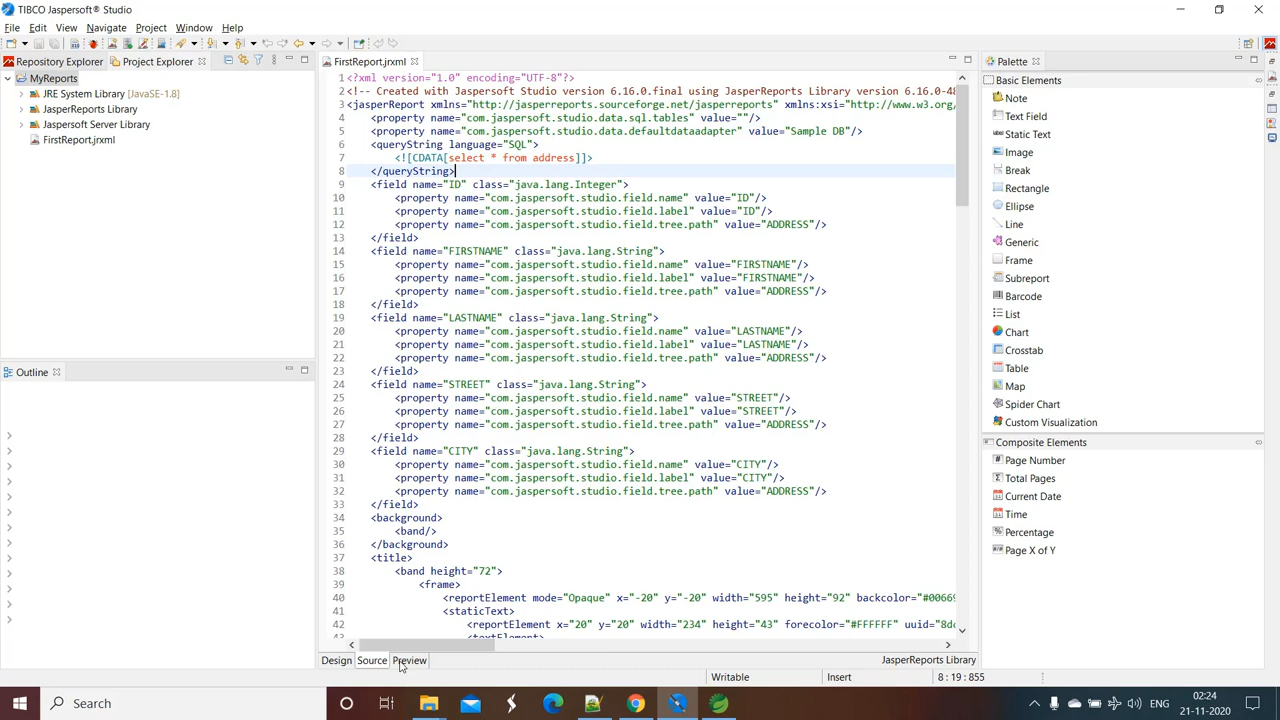 TIBCO Jaspersoft® Studio
File Edit View Navigate Project Window Help
Repository Explorer Project Explorer
MyReports
JRE System Library [JavaSE-1.8]
JasperReports Library
Jaspersoft Server Library
FirstReport.jrxml
Outline
FirstReport.jrxml
1 <?xml version="1.0" encoding="UTF-8"?>
2 <!-- Created with Jaspersoft Studio version 6.16.0.final using JasperReports Library version 6.16.0-48
3 <jasperReport xmlns="http://jasperreports.sourceforge.net/jasperreports" xmlns:xsi="http://www.w3.org/
4 <property name="com.jaspersoft.studio.data.sql.tables" value=""/>
5 <property name="com.jaspersoft.studio.data.defaultdataadapter" value="Sample DB"/>
6 <queryString language="SQL">
7 <![CDATA[select * from address]]>
8 </queryString>
9 <field name="ID" class="java.lang.Integer">
10 <property name="com.jaspersoft.studio.field.name" value="ID"/>
11 <property name="com.jaspersoft.studio.field.label" value="ID"/>
12 <property name="com.jaspersoft.studio.field.tree.path" value="ADDRESS"/>
13 </field>
14 <field name="FIRSTNAME" class="java.lang.String">
15 <property name="com.jaspersoft.studio.field.name" value="FIRSTNAME"/>
16 <property name="com.jaspersoft.studio.field.label" value="FIRSTNAME"/>
17 <property name="com.jaspersoft.studio.field.tree.path" value="ADDRESS"/>
18 </field>
19 <field name="LASTNAME" class="java.lang.String">
20 <property name="com.jaspersoft.studio.field.name" value="LASTNAME"/>
21 <property name="com.jaspersoft.studio.field.label" value="LASTNAME"/>
22 <property name="com.jaspersoft.studio.field.tree.path" value="ADDRESS"/>
23 </field>
24 <field name="STREET" class="java.lang.String">
25 <property name="com.jaspersoft.studio.field.name" value="STREET"/>
26 <property name="com.jaspersoft.studio.field.label" value="STREET"/>
27 <property name="com.jaspersoft.studio.field.tree.path" value="ADDRESS"/>
28 </field>
29 <field name="CITY" class="java.lang.String">
30 <property name="com.jaspersoft.studio.field.name" value="CITY"/>
31 <property name="com.jaspersoft.studio.field.label" value="CITY"/>
32 <property name="com.jaspersoft.studio.field.tree.path" value="ADDRESS"/>
33 </field>
34 <background>
35 <band/>
36 </background>
37 <title>
38 <band height="72">
39 <frame>
40 <reportElement mode="Opaque" x="-20" y="-20" width="595" height="92" backcolor="#00669
41 <staticText>
42 <reportElement x="20" y="20" width="234" height="43" forecolor="#FFFFFF" uuid="8dc
43 <textElement>
Design Source Preview
JasperReports Library
Palette
Basic Elements
Note
Text Field
Static Text
Image
Break
Rectangle
Ellipse
Line
Generic
Frame
Subreport
Barcode
List
Chart
Crosstab
Table
Map
Spider Chart
Custom Visualization
Composite Elements
Page Number
Total Pages
Current Date
Time
Percentage
Page X of Y
Writable Insert 8 : 19 : 855
Search
ENG
02:24
21-11-2020